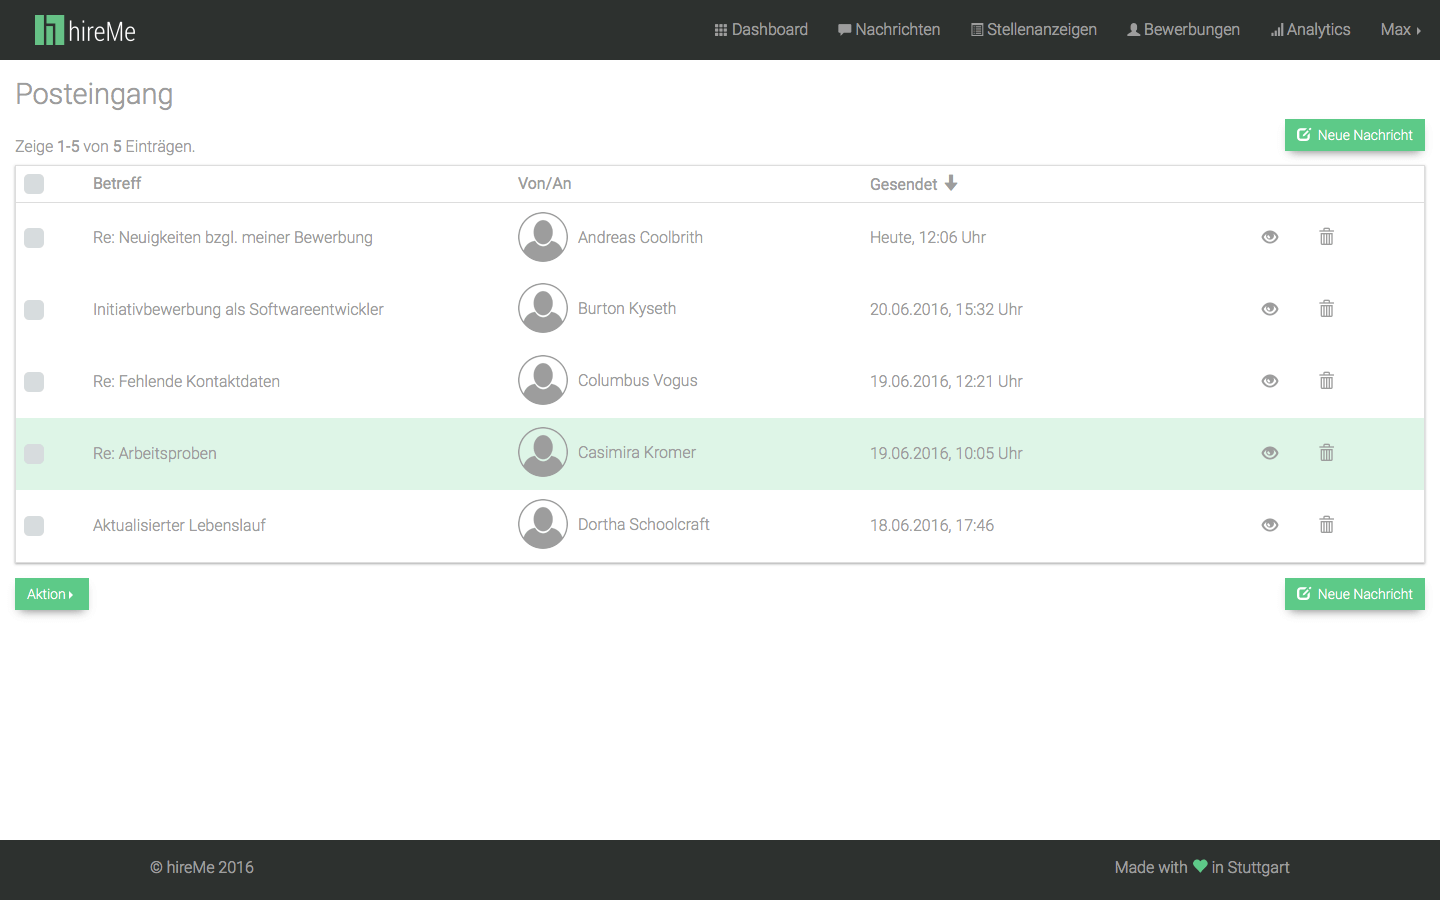 hireMe Dashboard Nachrichten Stellenanzeigen Bewerbungen Analytics Max
Posteingang
Zeige 1-5 von 5 Einträgen.
Neue Nachricht
Betreff Von/An Gesendet
Re: Neuigkeiten bzgl. meiner Bewerbung Andreas Coolbrith Heute, 12:06 Uhr
Initiativbewerbung als Softwareentwickler Burton Kyseth 20.06.2016, 15:32 Uhr
Re: Fehlende Kontaktdaten Columbus Vogus 19.06.2016, 12:21 Uhr
Re: Arbeitsproben Casimira Kromer 19.06.2016, 10:05 Uhr
Aktualisierter Lebenslauf Dortha Schoolcraft 18.06.2016, 17:46
Aktion Neue Nachricht
© hireMe 2016 Made with in Stuttgart